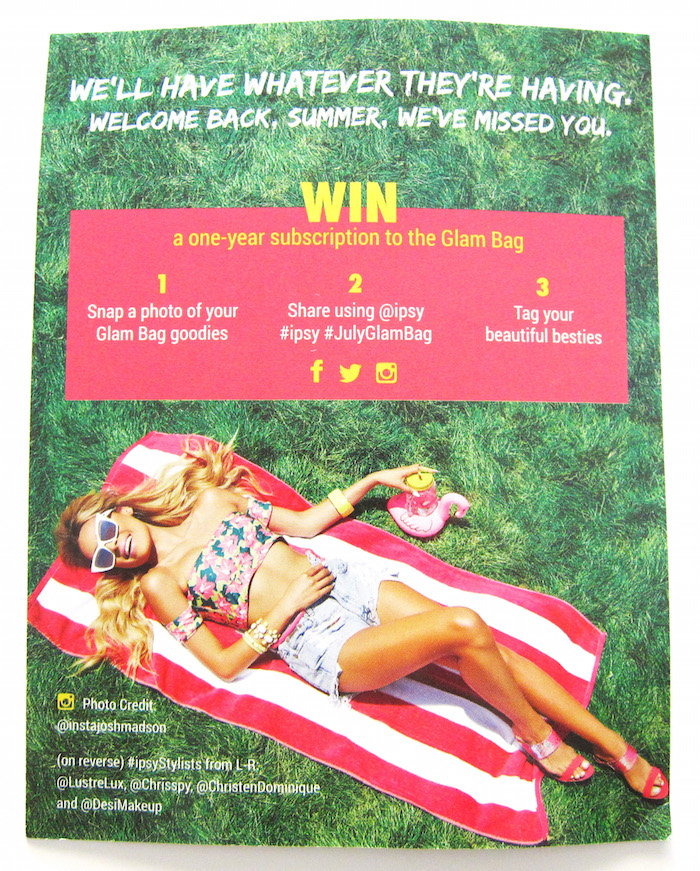 WE'LL HAVE WHATEVER THEY'RE HAVING.
WELCOME BACK, SUMMER, WE'VE MISSED YOU.
WIN
a one-year subscription to the Glam Bag
1
Snap a photo of your
Glam Bag goodies
2
Share using @ipsy
#ipsy #JulyGlamBag
3
Tag your
beautiful besties
Photo Credit:
@instajoshmadson
(on reverse) #ipsyStylists from L-R:
@LustreLux, @Chrisspy, @ChristenDominique
and @DesiMakeup